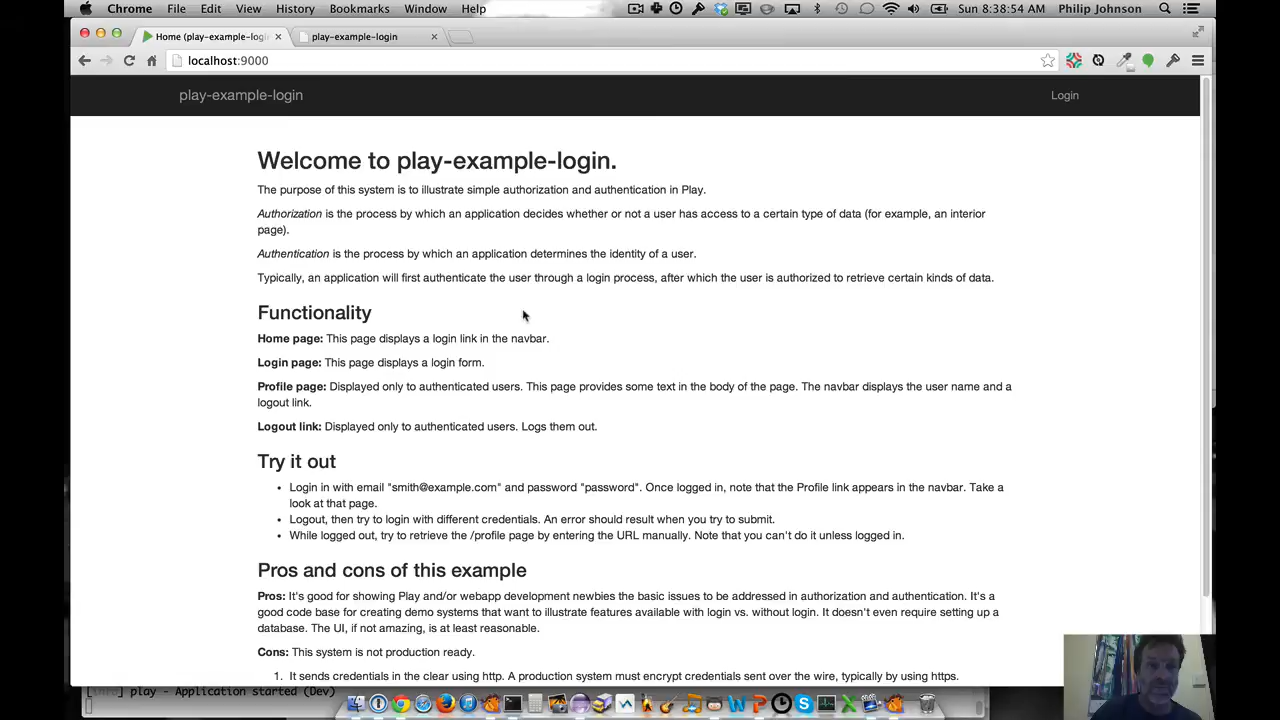 Chrome File Edit View History Bookmarks Window Help Sun 8:38:54 AM Philip Johnson
Home (play-example-logi
play-example-login
localhost:9000
play-example-login
Login
Welcome to play-example-login.
The purpose of this system is to illustrate simple authorization and authentication in Play.
Authorization is the process by which an application decides whether or not a user has access to a certain type of data (for example, an interior
page).
Authentication is the process by which an application determines the identity of a user.
Typically, an application will first authenticate the user through a login process, after which the user is authorized to retrieve certain kinds of data.
Functionality
Home page: This page displays a login link in the navbar.
Login page: This page displays a login form.
Profile page: Displayed only to authenticated users. This page provides some text in the body of the page. The navbar displays the user name and a
logout link.
Logout link: Displayed only to authenticated users. Logs them out.
Try it out
• Login in with email "smith@example.com" and password "password". Once logged in, note that the Profile link appears in the navbar. Take a
look at that page.
• Logout, then try to login with different credentials. An error should result when you try to submit.
• While logged out, try to retrieve the /profile page by entering the URL manually. Note that you can't do it unless logged in.
Pros and cons of this example
Pros: It's good for showing Play and/or webapp development newbies the basic issues to be addressed in authorization and authentication. It's a
good code base for creating demo systems that want to illustrate features available with login vs. without login. It doesn't even require setting up a
database. The UI, if not amazing, is at least reasonable.
Cons: This system is not production ready.
1. It sends credentials in the clear using http. A production system must encrypt credentials sent over the wire, typically by using https.
[info] play - Application started (Dev)